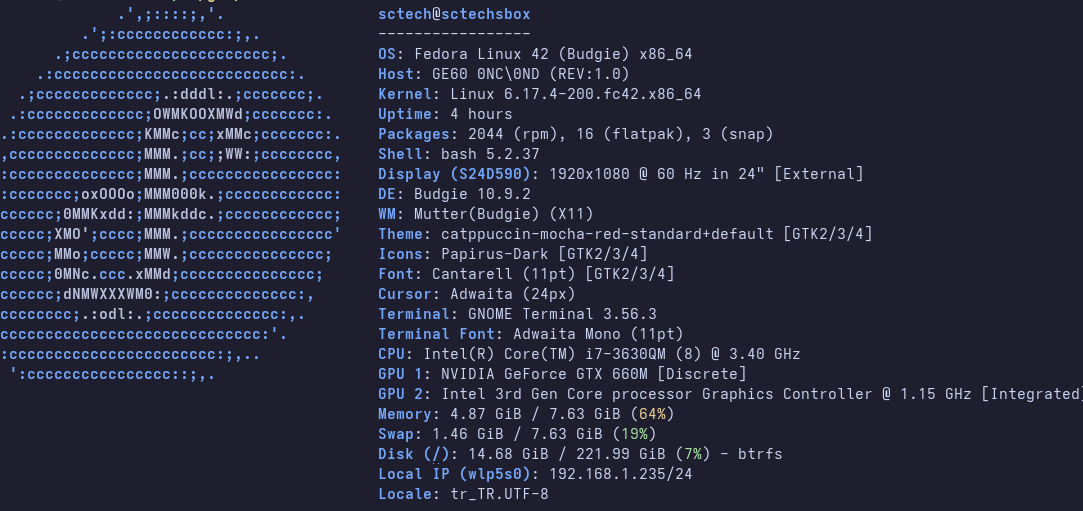 .',;::::;,'.                 sctech@sctechsbox
.';:cccccccccccc:;,.             -----------------
.;cccccccccccccccccccccc;.          OS: Fedora Linux 42 (Budgie) x86_64
.:cccccccccccccccccccccccccc:.        Host: GE60 0NC\0ND (REV:1.0)
.;ccccccccccccc;.:dddl:.;ccccccc;.      Kernel: Linux 6.17.4-200.fc42.x86_64
.:ccccccccccccc;OWMKOOXMWd;ccccccc:.     Uptime: 4 hours
.:ccccccccccccc;KMMc;cc;xMMc;ccccccc:.    Packages: 2044 (rpm), 16 (flatpak), 3 (snap)
,cccccccccccccc;MMM.;cc;;WW:;cccccccc,    Shell: bash 5.2.37
:cccccccccccccc;MMM.;cccccccccccccccc:    Display (S24D590): 1920x1080 @ 60 Hz in 24" [External]
:ccccccc;oxOOOo;MMM000k.;cccccccccccc:    DE: Budgie 10.9.2
cccccc;0MMKxdd:;MMMkddc.;cccccccccccc;    WM: Mutter(Budgie) (X11)
ccccc;XMO';cccc;MMM.;cccccccccccccccc'    Theme: catppuccin-mocha-red-standard+default [GTK2/3/4]
ccccc;MMo;ccccc;MMW.;ccccccccccccccc;     Icons: Papirus-Dark [GTK2/3/4]
ccccc;0MNc.ccc.xMMd;ccccccccccccccc;      Font: Cantarell (11pt) [GTK2/3/4]
cccccc;dNMWXXXWM0:;cccccccccccccc:,       Cursor: Adwaita (24px)
cccccccc;.:odl:.;cccccccccccccc:,.        Terminal: GNOME Terminal 3.56.3
ccccccccccccccccccccccccccccc:'.          Terminal Font: Adwaita Mono (11pt)
:ccccccccccccccccccccccc:;,..             CPU: Intel(R) Core(TM) i7-3630QM (8) @ 3.40 GHz
':cccccccccccccccc::;,.                  GPU 1: NVIDIA GeForce GTX 660M [Discrete]
GPU 2: Intel 3rd Gen Core processor Graphics Controller @ 1.15 GHz [Integrated]
Memory: 4.87 GiB / 7.63 GiB (64%)
Swap: 1.46 GiB / 7.63 GiB (19%)
Disk (/): 14.68 GiB / 221.99 GiB (7%) - btrfs
Local IP (wlp5s0): 192.168.1.235/24
Locale: tr_TR.UTF-8